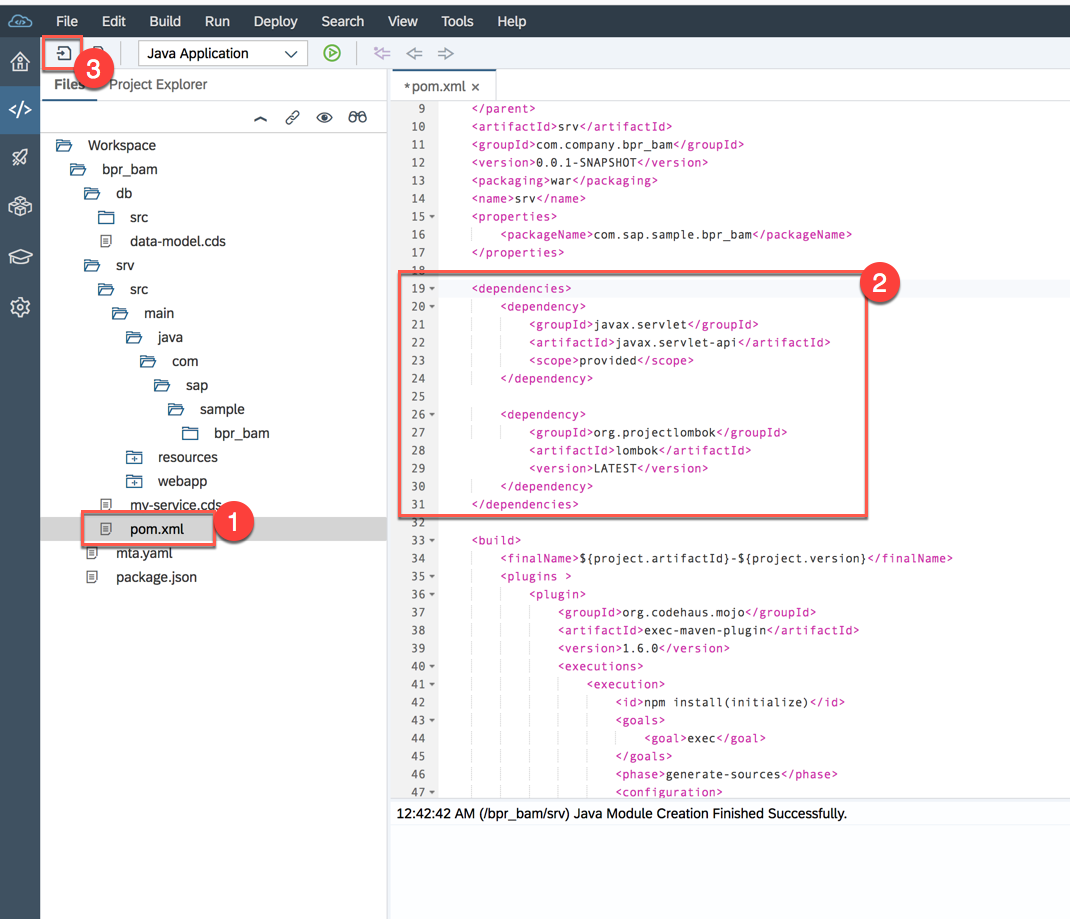 File Edit Build Run Deploy Search View Tools Help
Java Application
3
Files Project Explorer
Workspace
bpr_bam
db
src
data-model.cds
srv
src
main
java
com
sap
sample
bpr_bam
resources
webapp
my-service.cds
pom.xml
1
mta.yaml
package.json
*pom.xml ×
9 </parent>
10 <artifactId>srv</artifactId>
11 <groupId>com.company.bpr_bam</groupId>
12 <version>0.0.1-SNAPSHOT</version>
13 <packaging>war</packaging>
14 <name>srv</name>
15 <properties>
16 <packageName>com.sap.sample.bpr_bam</packageName>
17 </properties>
18
2
19 <dependencies>
20 <dependency>
21 <groupId>javax.servlet</groupId>
22 <artifactId>javax.servlet-api</artifactId>
23 <scope>provided</scope>
24 </dependency>
25
26 <dependency>
27 <groupId>org.projectlombok</groupId>
28 <artifactId>lombok</artifactId>
29 <version>LATEST</version>
30 </dependency>
31 </dependencies>
32
33 <build>
34 <finalName>${project.artifactId}-${project.version}</finalName>
35 <plugins >
36 <plugin>
37 <groupId>org.codehaus.mojo</groupId>
38 <artifactId>exec-maven-plugin</artifactId>
39 <version>1.6.0</version>
40 <executions>
41 <execution>
42 <id>npm install(initialize)</id>
43 <goals>
44 <goal>exec</goal>
45 </goals>
46 <phase>generate-sources</phase>
47 <configuration>
12:42:42 AM (/bpr_bam/srv) Java Module Creation Finished Successfully.